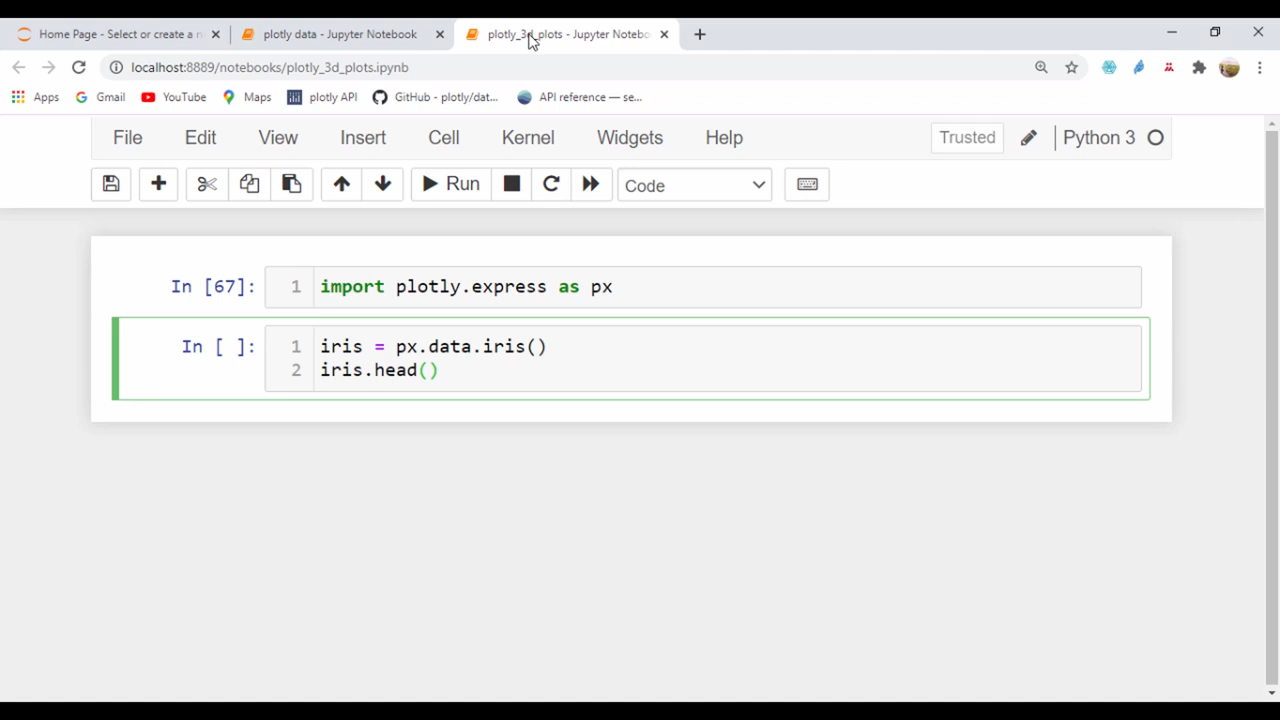 Home Page - Select or create a n
plotly data - Jupyter Notebook
plotly_3d_plots - Jupyter Notebo
localhost:8889/notebooks/plotly_3d_plots.ipynb
Apps Gmail YouTube Maps plotly API GitHub - plotly/dat... API reference — se...
File Edit View Insert Cell Kernel Widgets Help Trusted Python 3
Run Code
In [67]: 1 import plotly.express as px
In [ ]: 1 iris = px.data.iris()
2 iris.head()